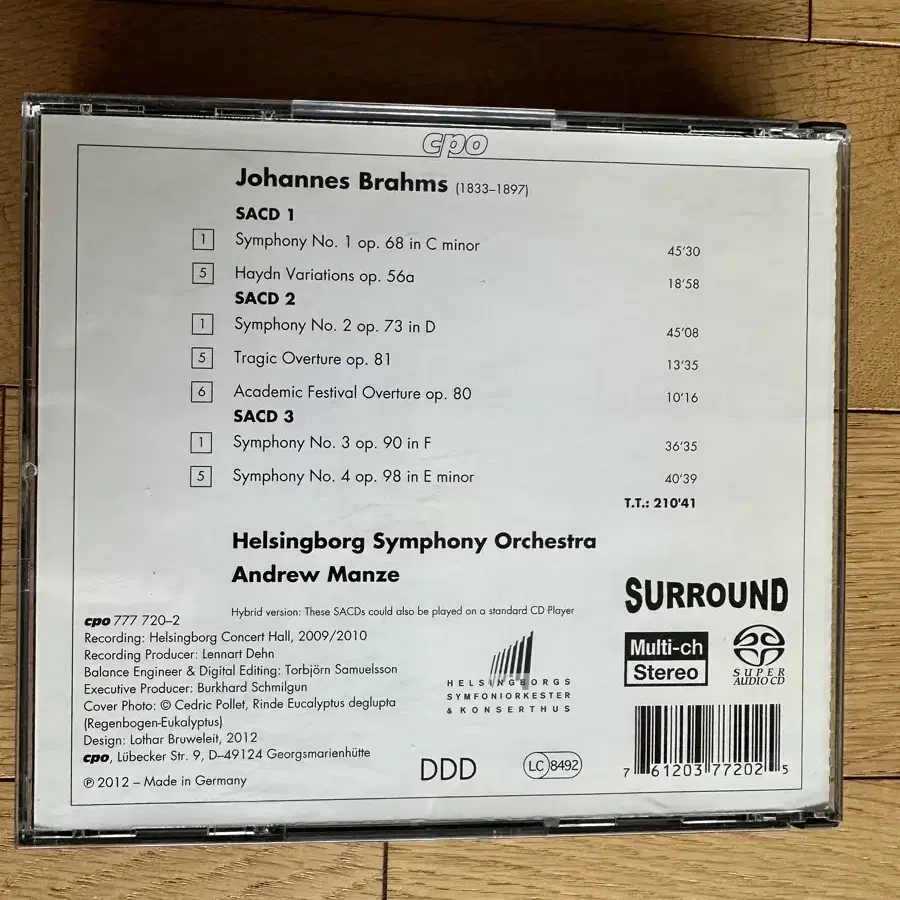 cpo
Johannes Brahms (1833–1897)
SACD 1
1 Symphony No. 1 op. 68 in C minor 45'30
5 Haydn Variations op. 56a 18'58
SACD 2
1 Symphony No. 2 op. 73 in D 45'08
5 Tragic Overture op. 81 13'35
6 Academic Festival Overture op. 80 10'16
SACD 3
1 Symphony No. 3 op. 90 in F 36'35
5 Symphony No. 4 op. 98 in E minor 40'39
T.T.: 210'41
Helsingborg Symphony Orchestra
Andrew Manze
Hybrid version: These SACDs could also be played on a standard CD Player
cpo 777 720–2
Recording: Helsingborg Concert Hall, 2009/2010
Recording Producer: Lennart Dehn
Balance Engineer & Digital Editing: Torbjörn Samuelsson
Executive Producer: Burkhard Schmilgun
Cover Photo: © Cedric Pollet, Rinde Eucalyptus deglupta
(Regenbogen-Eukalyptus)
Design: Lothar Bruweleit, 2012
cpo, Lübecker Str. 9, D–49124 Georgsmarienhütte
℗ 2012 – Made in Germany
HELSINGBORGS
SYMFONIORKESTER
& KONSERTHUS
DDD
LC 8492
SURROUND
Multi-ch
Stereo
SUPER
AUDIO CD
7 61203 77202 5